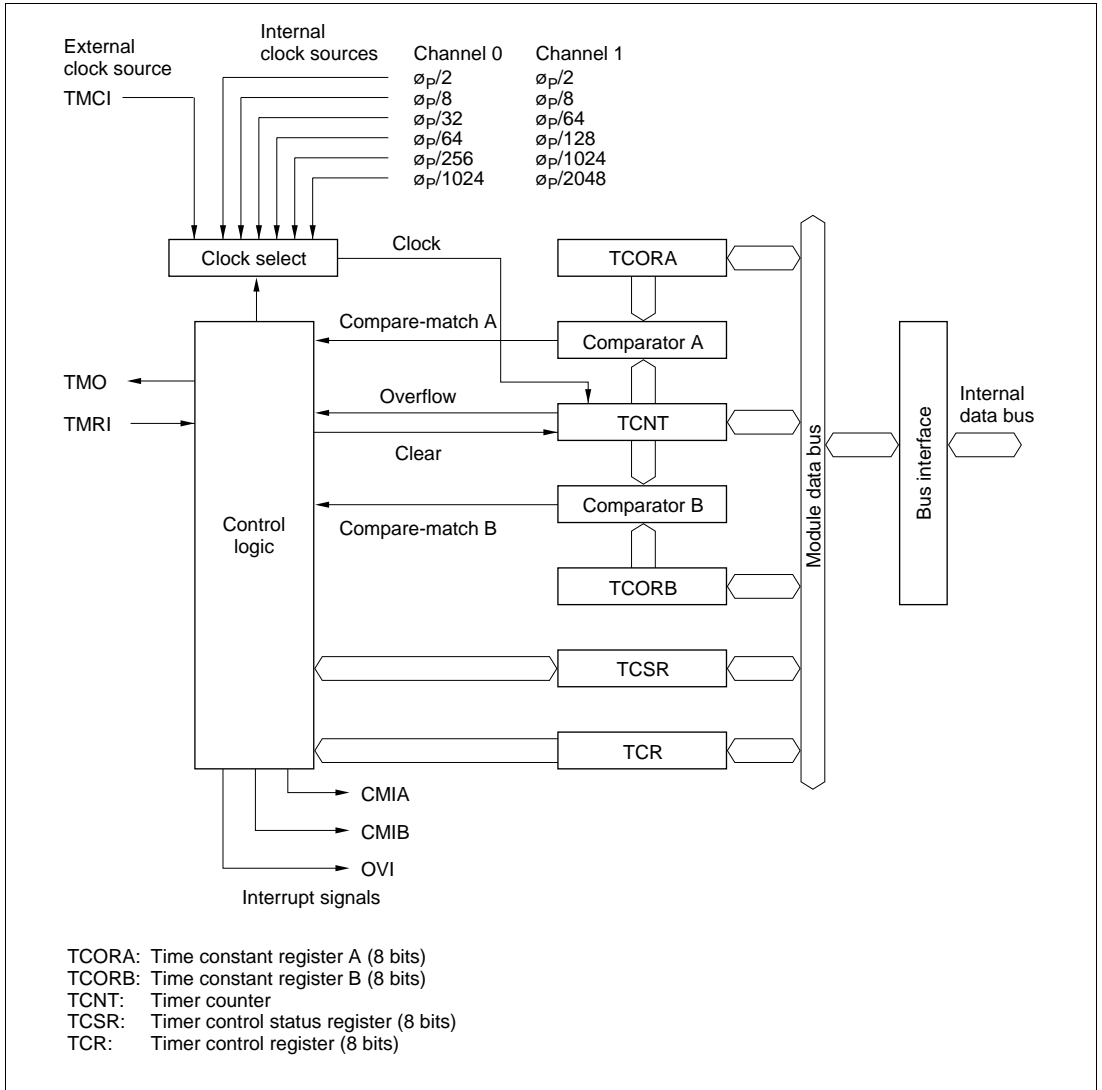 External
clock source
TMCI
Internal
clock sources
Channel 0
Channel 1
øP/2
øP/2
øP/8
øP/8
øP/32
øP/64
øP/64
øP/128
øP/256
øP/1024
øP/1024
øP/2048
Clock select
Clock
TCORA
Compare-match A
Comparator A
TMO
TMRI
Overflow
TCNT
Clear
Internal
data bus
Module data bus
Bus interface
Comparator B
Compare-match B
Control
logic
TCORB
TCSR
TCR
CMIA
CMIB
OVI
Interrupt signals
TCORA: Time constant register A (8 bits)
TCORB: Time constant register B (8 bits)
TCNT: Timer counter
TCSR: Timer control status register (8 bits)
TCR: Timer control register (8 bits)